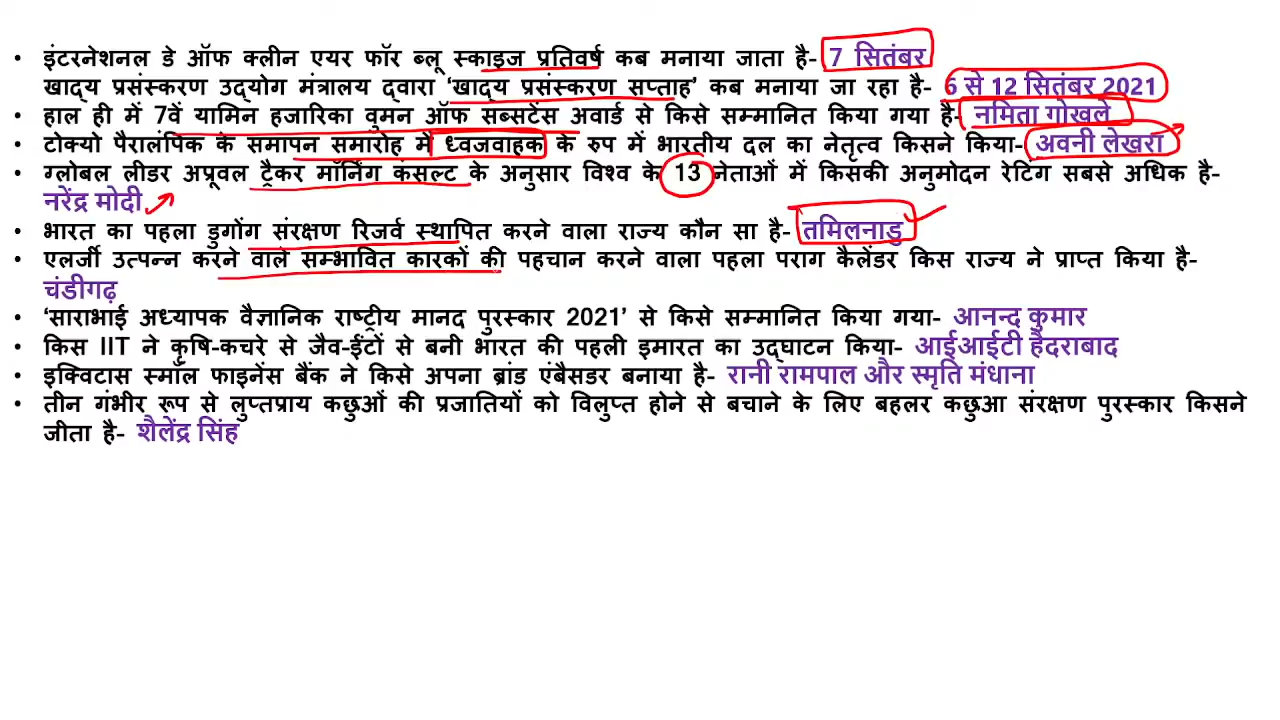 • इंटरनेशनल डे ऑफ क्लीन एयर फॉर ब्लू स्काइज प्रतिवर्ष कब मनाया जाता है- 7 सितंबर
खाद्य प्रसंस्करण उद्योग मंत्रालय द्वारा ‘खाद्य प्रसंस्करण सप्ताह’ कब मनाया जा रहा है- 6 से 12 सितंबर 2021
• हाल ही में 7वें यामिन हजारिका वुमन ऑफ सब्सटेंस अवार्ड से किसे सम्मानित किया गया है- नमिता गोखले
• टोक्यो पैरालंपिक के समापन समारोह में ध्वजवाहक के रुप में भारतीय दल का नेतृत्व किसने किया- अवनी लेखरा
• ग्लोबल लीडर अप्रूवल ट्रैकर मॉर्निंग कंसल्ट के अनुसार विश्व के 13 नेताओं में किसकी अनुमोदन रेटिंग सबसे अधिक है-
नरेंद्र मोदी
• भारत का पहला डुगोंग संरक्षण रिजर्व स्थापित करने वाला राज्य कौन सा है- तमिलनाडु
• एलर्जी उत्पन्न करने वाले सम्भावित कारकों की पहचान करने वाला पहला पराग कैलेंडर किस राज्य ने प्राप्त किया है-
चंडीगढ़
• ‘साराभाई अध्यापक वैज्ञानिक राष्ट्रीय मानद पुरस्कार 2021’ से किसे सम्मानित किया गया- आनन्द कुमार
• किस IIT ने कृषि-कचरे से जैव-ईंटों से बनी भारत की पहली इमारत का उद्घाटन किया- आईआईटी हैदराबाद
• इक्विटास स्मॉल फाइनेंस बैंक ने किसे अपना ब्रांड एंबैसडर बनाया है- रानी रामपाल और स्मृति मंधाना
• तीन गंभीर रूप से लुप्तप्राय कछुओं की प्रजातियों को विलुप्त होने से बचाने के लिए बहलर कछुआ संरक्षण पुरस्कार किसने
जीता है- शैलेंद्र सिंह